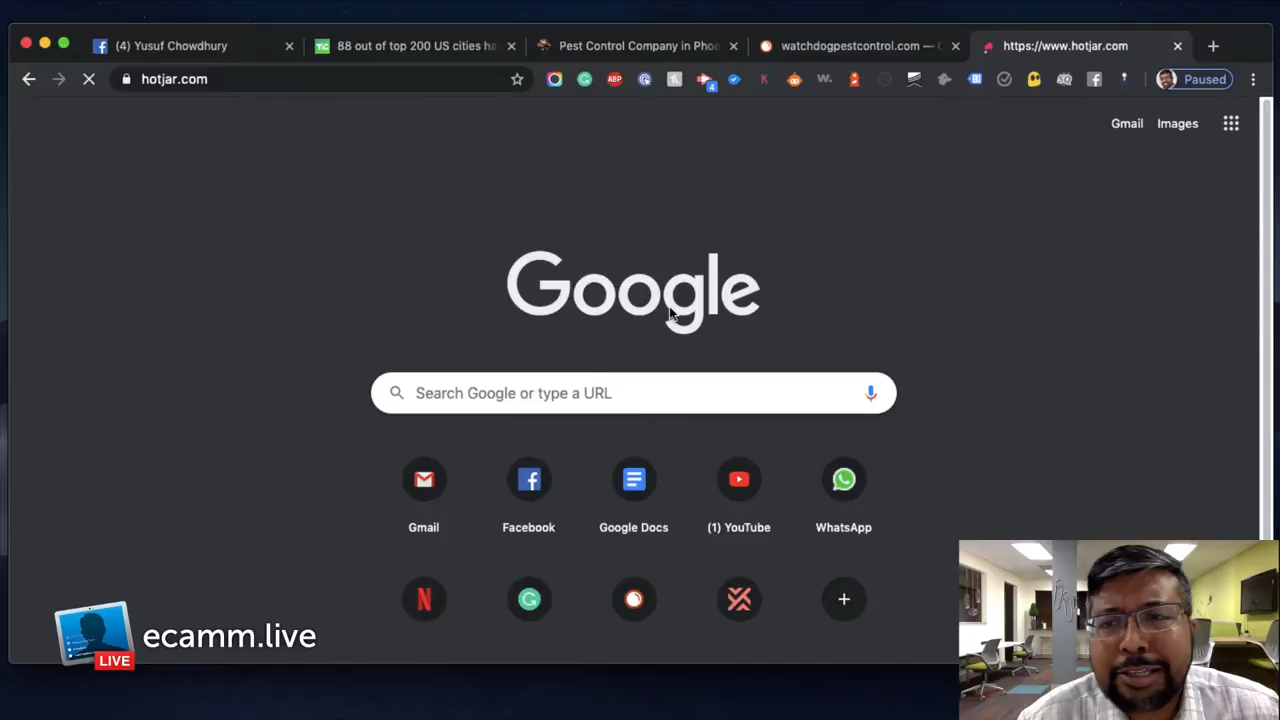 (4) Yusuf Chowdhury
88 out of top 200 US cities ha
Pest Control Company in Pho
watchdogpestcontrol.com —
https://www.hotjar.com
hotjar.com
ABP
4
K
W.
Paused
Gmail Images
Google
Search Google or type a URL
Gmail
Facebook
Google Docs
(1) YouTube
WhatsApp
ecamm.live
LIVE